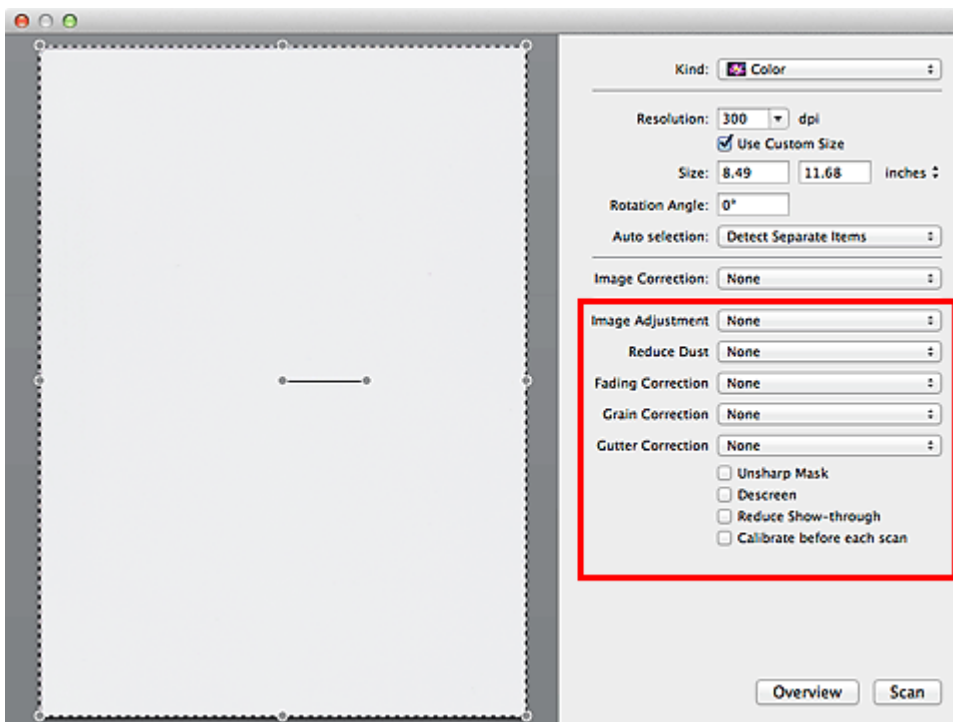 Kind: Color
Resolution: 300 dpi
Use Custom Size
Size: 8.49 11.68 inches
Rotation Angle: 0°
Auto selection: Detect Separate Items
Image Correction: None
Image Adjustment None
Reduce Dust None
Fading Correction None
Grain Correction None
Gutter Correction None
Unsharp Mask
Descreen
Reduce Show-through
Calibrate before each scan
Overview Scan